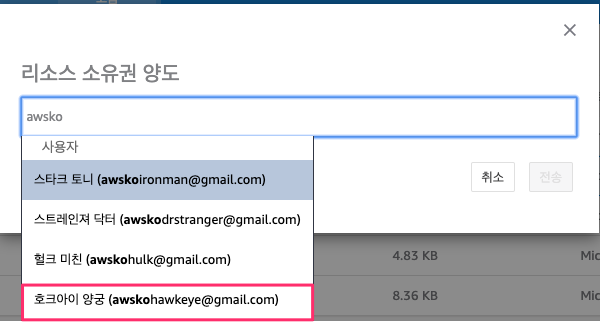 리소스 소유권 양도
awsko
사용자
스타크 토니 (awskoironman@gmail.com)
스트레인져 닥터 (awskodrstranger@gmail.com)
취소
전송
헐크 미친 (awskohulk@gmail.com)
4.83 KB
Mic
호크아이 양궁 (awskohawkeye@gmail.com)
8.36 KB
Mic